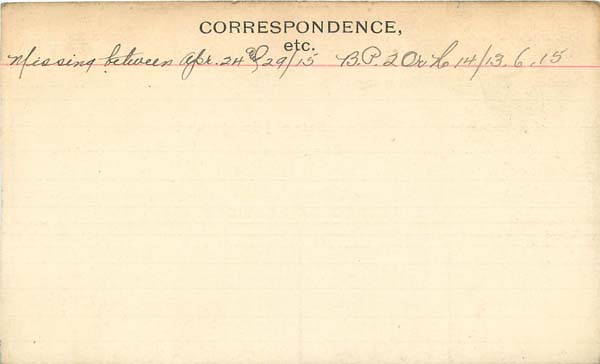 CORRESPONDENCE,
etc.
Missing between Apr. 24 & 29/15 B.P. 2 Or 14/13.6.15